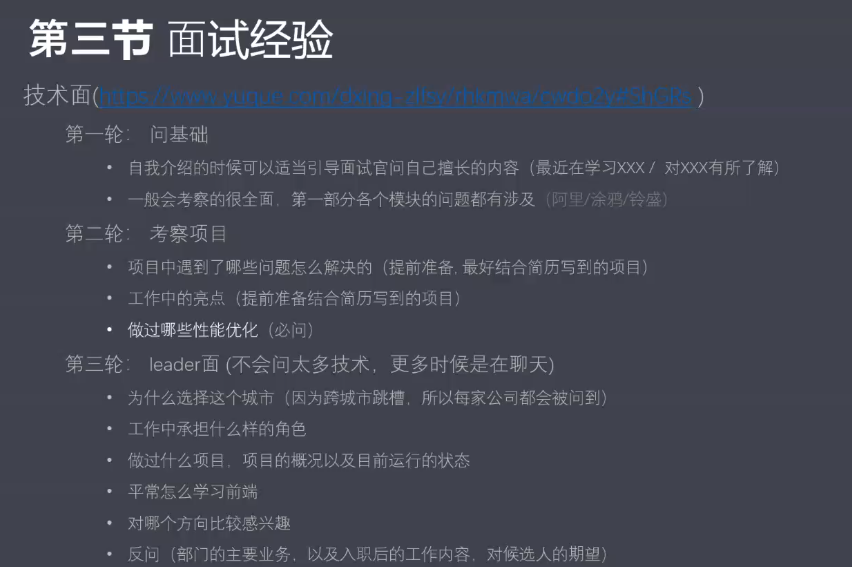 第三节 面试经验
技术面(https://www.yuque.com/ )
第一轮： 问基础
• 自我介绍的时候可以适当引导面试官问自己擅长的内容（最近在学习XXX / 对XXX有所了解）
• 一般会考察的很全面，第一部分各个模块的问题都有涉及（阿里/涂鸦/铃盛）
第二轮： 考察项目
• 项目中遇到了哪些问题怎么解决的（提前准备, 最好结合简历写到的项目）
• 工作中的亮点（提前准备结合简历写到的项目）
• 做过哪些性能优化（必问）
第三轮： leader面 (不会问太多技术，更多时候是在聊天)
• 为什么选择这个城市（因为跨城市跳槽，所以每家公司都会被问到）
• 工作中承担什么样的角色
• 做过什么项目，项目的概况以及目前运行的状态
• 平常怎么学习前端
• 对哪个方向比较感兴趣
• 反问（部门的主要业务，以及入职后的工作内容，对候选人的期望）